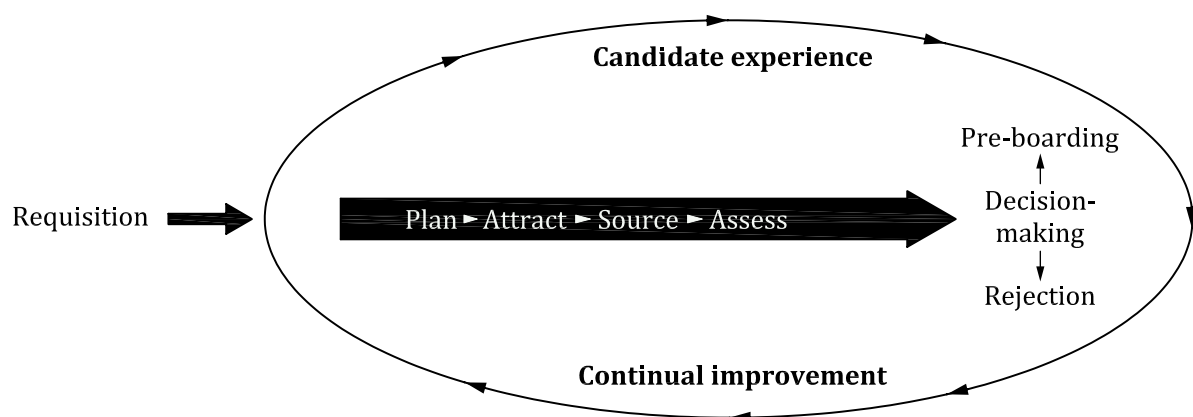 Candidate experience
Pre-boarding
Requisition
Plan ► Attract ► Source ► Assess
Decision-
making
Rejection
Continual improvement